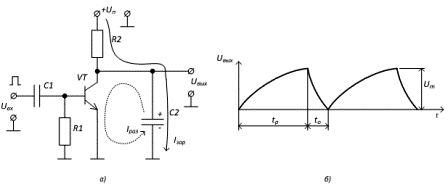 +Uп
R2
VT
C1
Uвх
R1
Iраз
+
-
C2
Iзар
Uвых
а)
Uвых
Um
tр
tо
t
б)